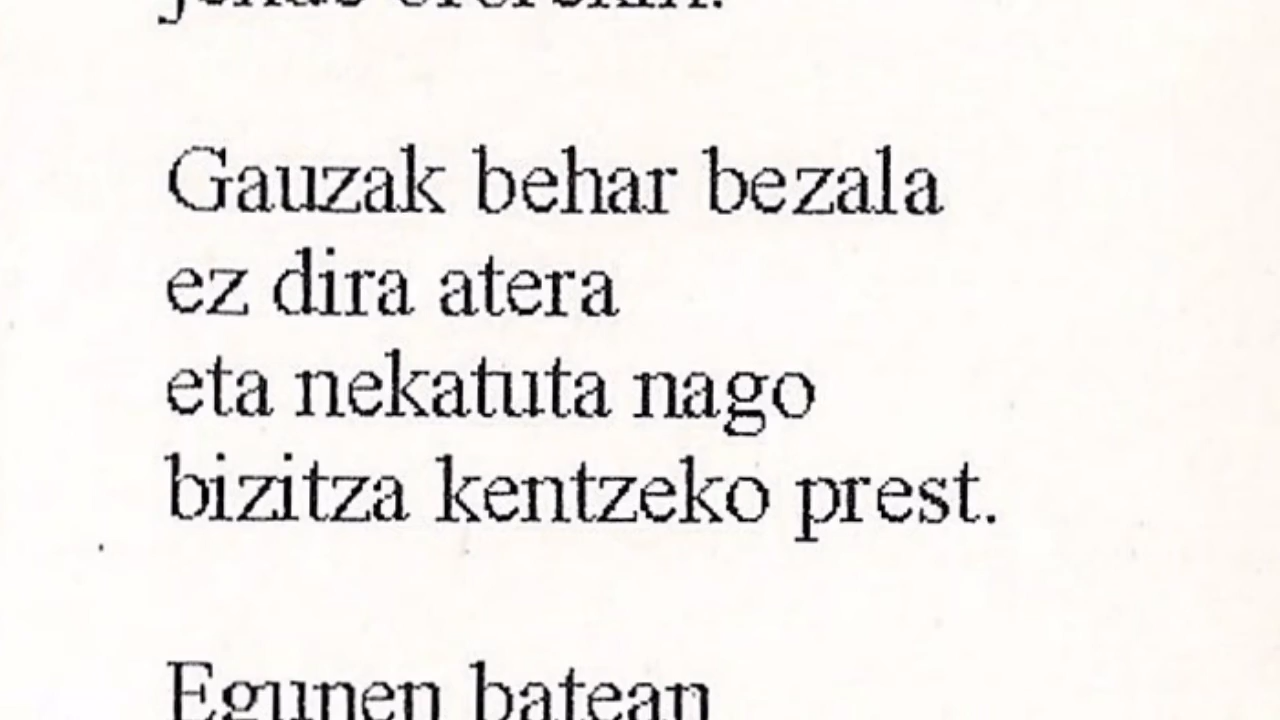 Gauzak behar bezala
ez dira atera
eta nekatuta nago
bizitza kentzeko prest.
Egunen batean